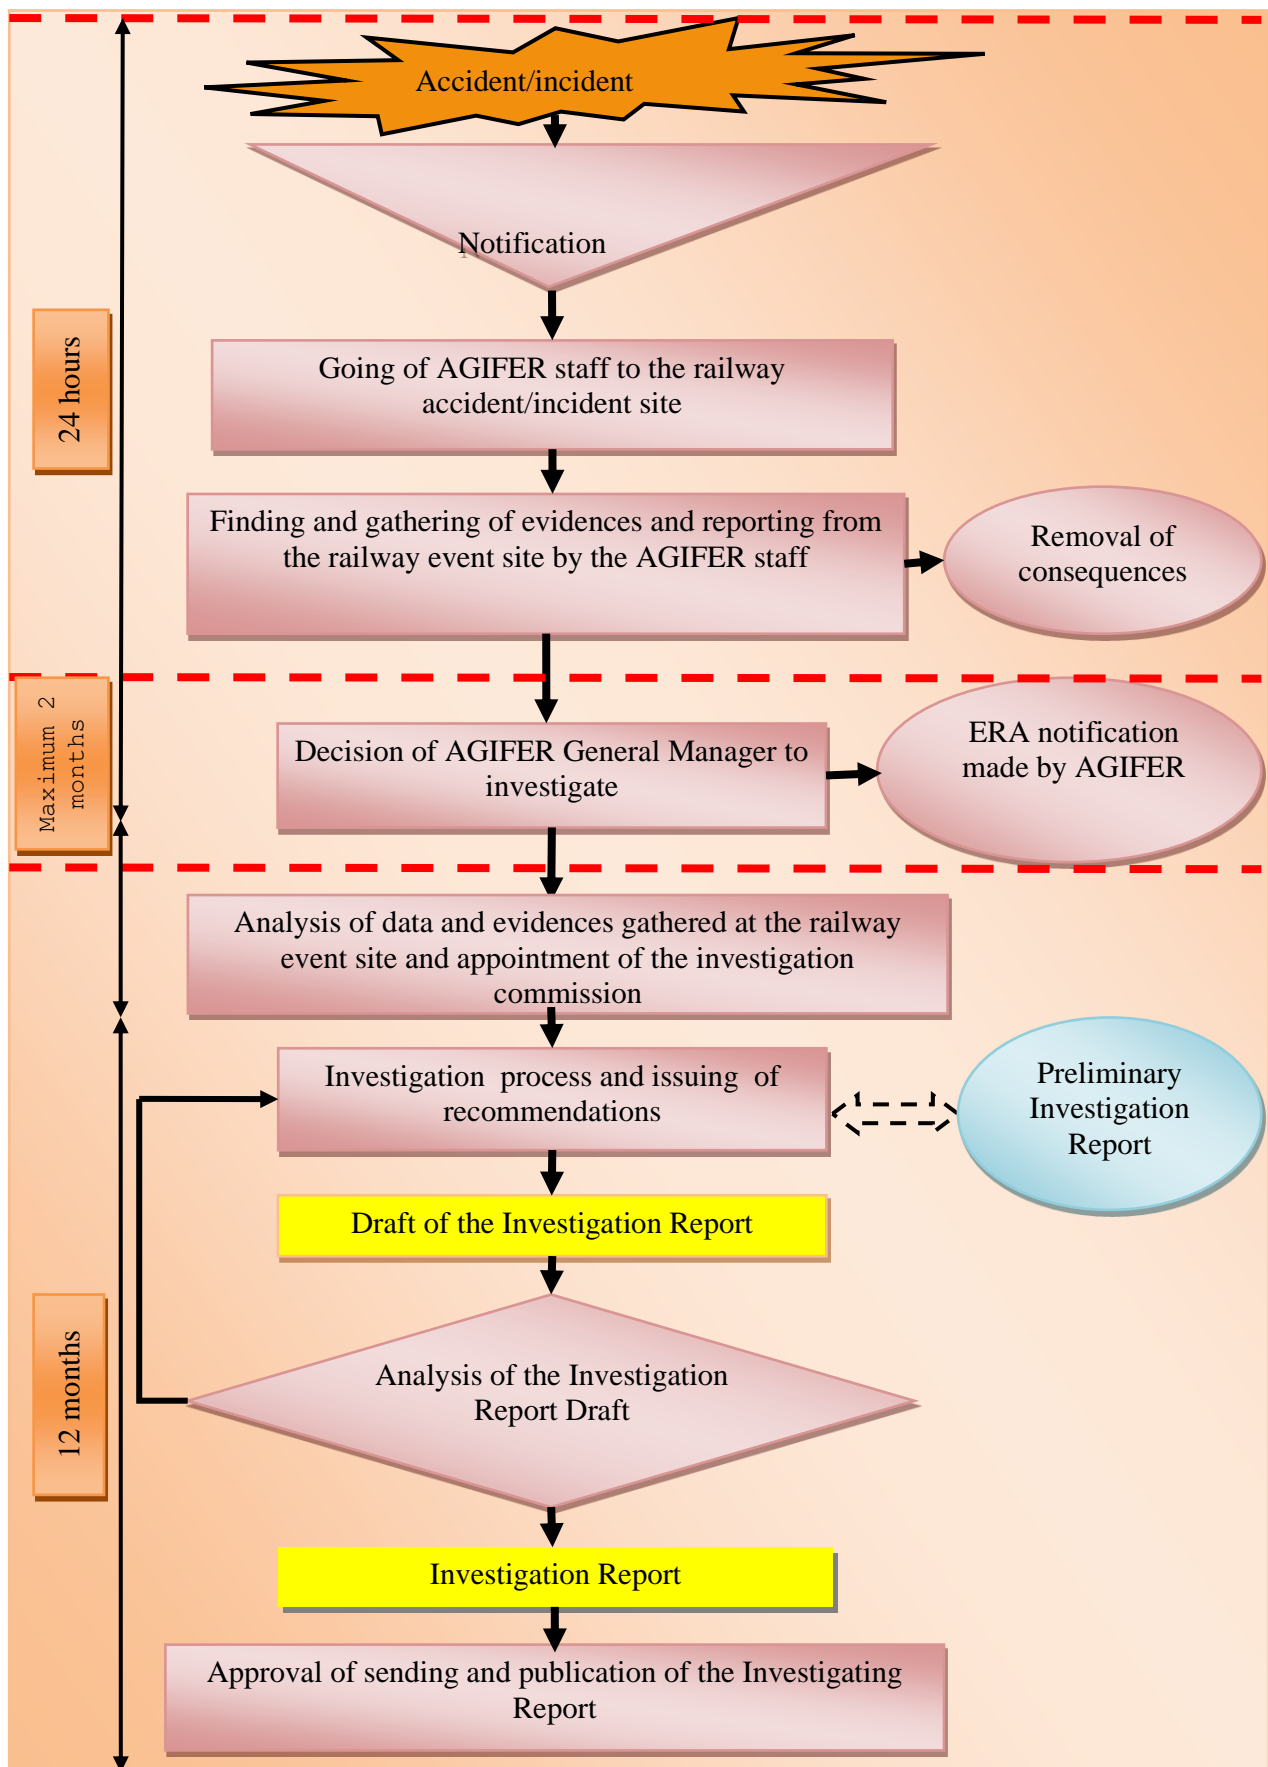 Accident/incident
Notification
24 hours
Going of AGIFER staff to the railway
accident/incident site
Finding and gathering of evidences and reporting from
the railway event site by the AGIFER staff
Removal of
consequences
Maximum 2
months
Decision of AGIFER General Manager to
investigate
ERA notification
made by AGIFER
Analysis of data and evidences gathered at the railway
event site and appointment of the investigation
commission
Investigation process and issuing of
recommendations
Preliminary
Investigation
Report
Draft of the Investigation Report
12 months
Analysis of the Investigation
Report Draft
Investigation Report
Approval of sending and publication of the Investigating
Report